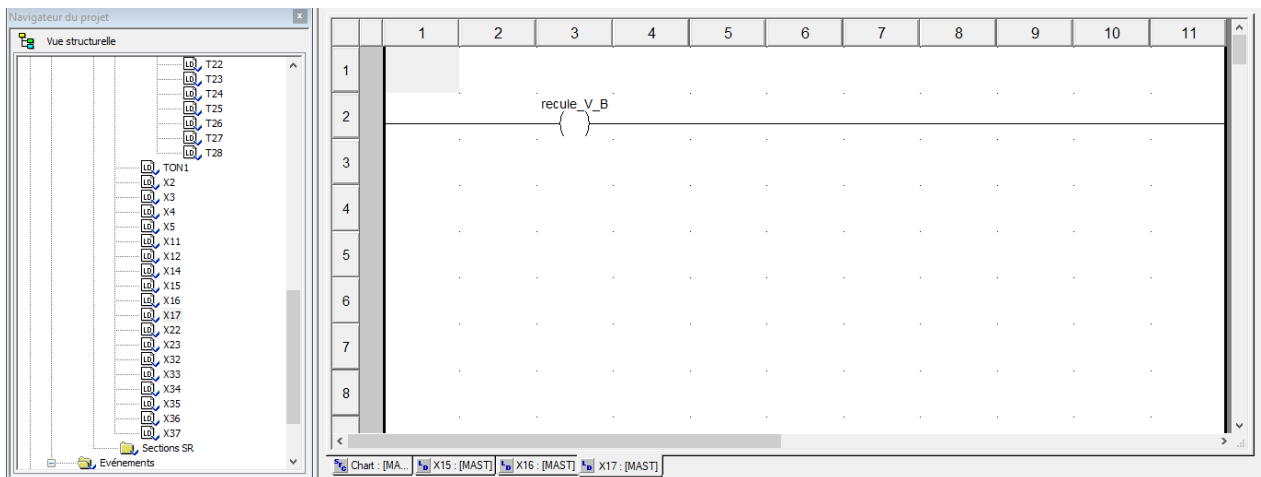 Navigateur du projet
Vue structurelle
T22
T23
T24
T25
T26
T27
T28
TON1
X2
X3
X4
X5
X11
X12
X14
X15
X16
X17
X22
X23
X32
X33
X34
X35
X36
X37
Sections SR
Evénements
1 2 3 4 5 6 7 8 9 10 11
1
recule_V_B
2
( )
3
4
5
6
7
8
Chart : [MA... X15 : [MAST] X16 : [MAST] X17 : [MAST]